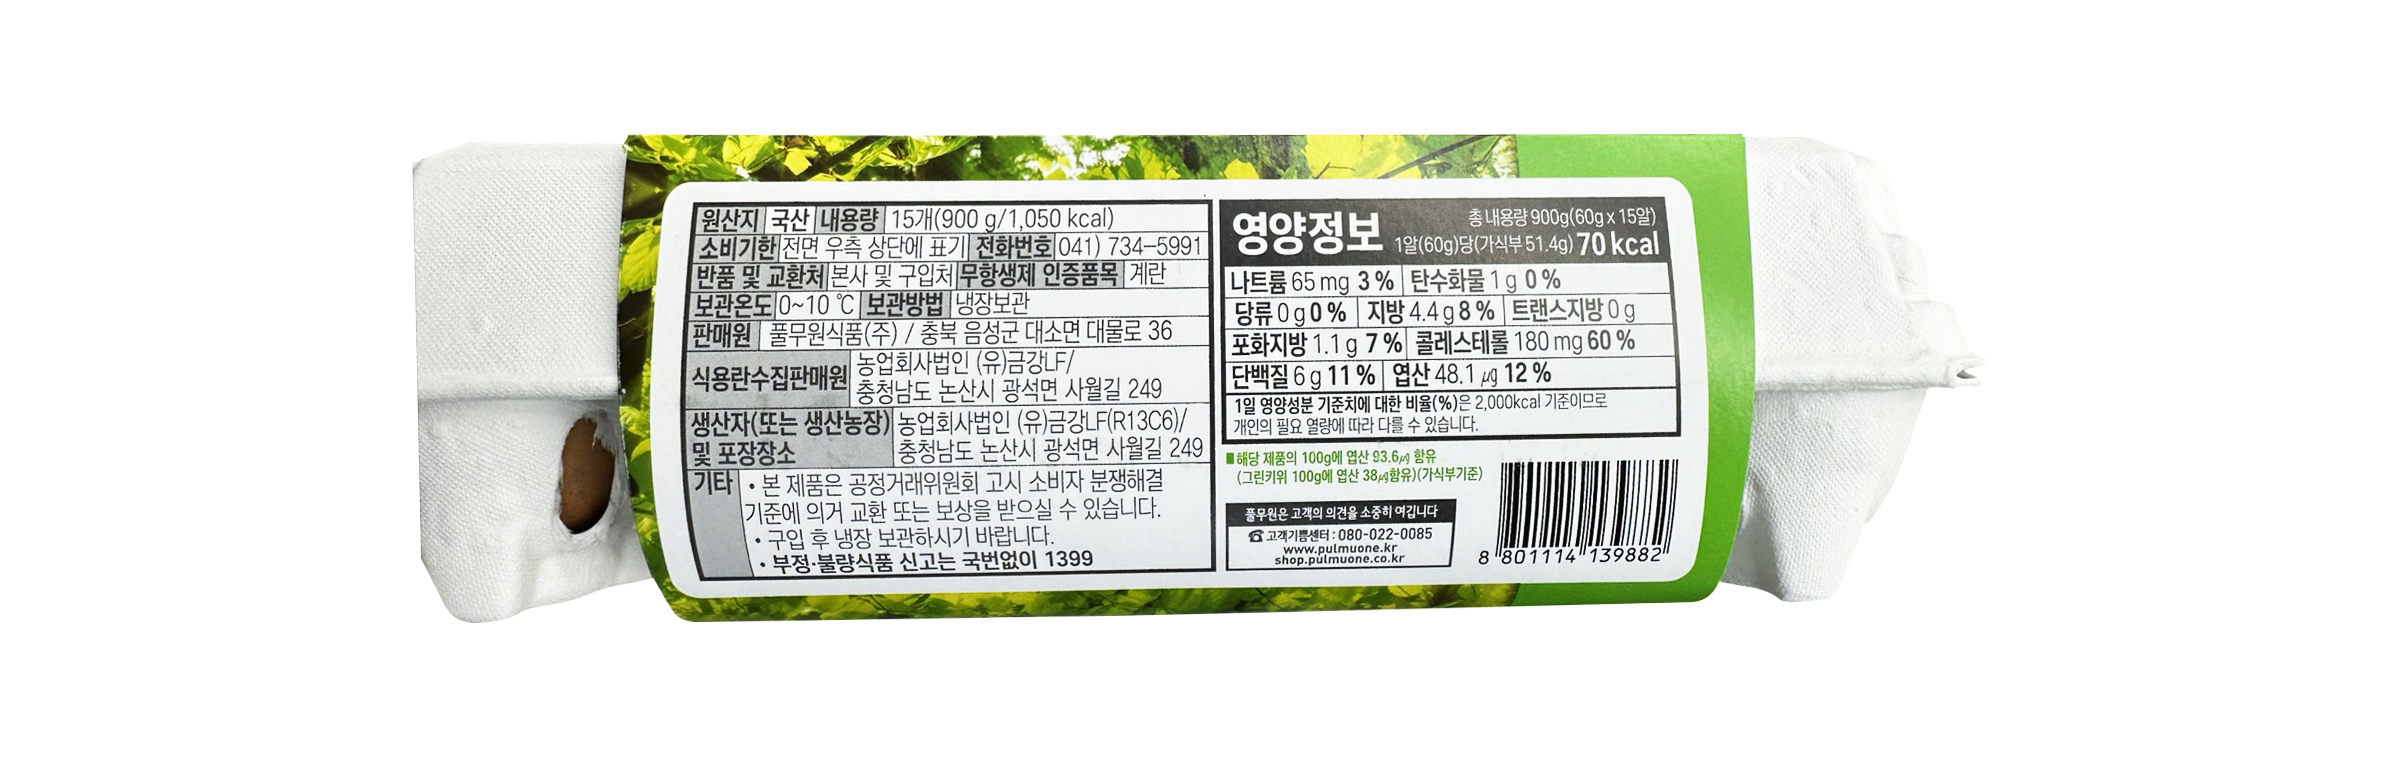 원산지 국산 내용량 15개(900 g/1,050 kcal)
소비기한 전면 우측 상단에 표기 전화번호 041) 734-5991
반품 및 교환처 본사 및 구입처 무항생제 인증품목 계란
보관온도 0~10 ℃ 보관방법 냉장보관
판매원 풀무원식품(주) / 충북 음성군 대소면 대물로 36
식용란수집판매원 농업회사법인 (유)금강LF/
충청남도 논산시 광석면 사월길 249
생산자(또는 생산농장) 농업회사법인 (유)금강LF(R13C6)/
및 포장장소 충청남도 논산시 광석면 사월길 249
기타 • 본 제품은 공정거래위원회 고시 소비자 분쟁해결
기준에 의거 교환 또는 보상을 받으실 수 있습니다.
• 구입 후 냉장 보관하시기 바랍니다.
• 부정·불량식품 신고는 국번없이 1399
영양정보 총 내용량 900g(60g x 15알)
1알(60g)당(가식부 51.4g) 70 kcal
나트륨 65 mg 3 % 탄수화물 1 g 0 %
당류 0 g 0 % 지방 4.4 g 8 % 트랜스지방 0 g
포화지방 1.1 g 7 % 콜레스테롤 180 mg 60 %
단백질 6 g 11 % 엽산 48.1 ㎍ 12 %
1일 영양성분 기준치에 대한 비율(%)은 2,000kcal 기준이므로
개인의 필요 열량에 따라 다를 수 있습니다.
■ 해당 제품의 100g에 엽산 93.6㎍ 함유
(그린키위 100g에 엽산 38㎍함유)(가식부기준)
풀무원은 고객의 의견을 소중히 여깁니다
☎ 고객기쁨센터 : 080-022-0085
www.pulmuone.kr
shop.pulmuone.co.kr
8 801114 139882